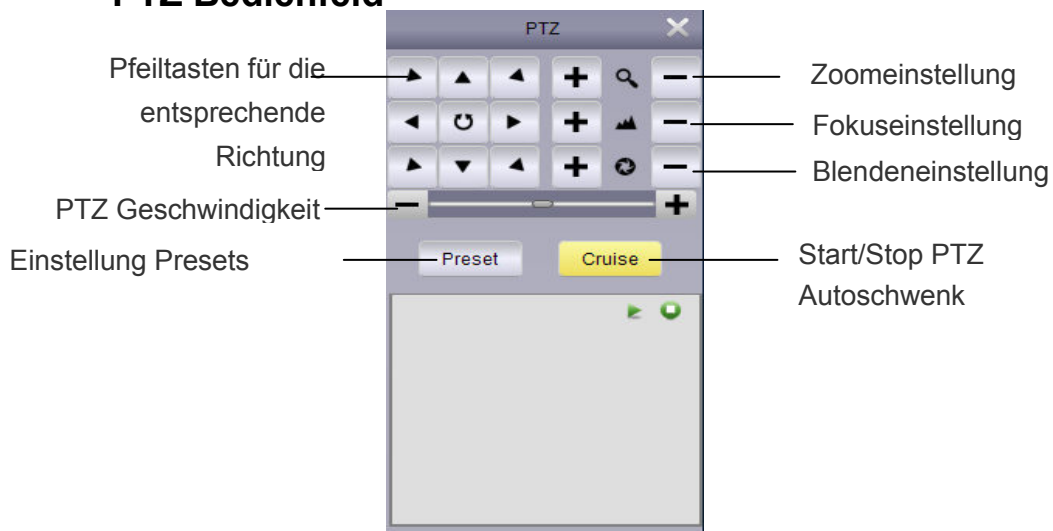 PTZ Bedienfeld
PTZ
Pfeiltasten für die
entsprechende
Richtung
Zoomeinstellung
Fokuseinstellung
Blendeneinstellung
PTZ Geschwindigkeit
Einstellung Presets
Preset
Cruise
Start/Stop PTZ
Autoschwenk